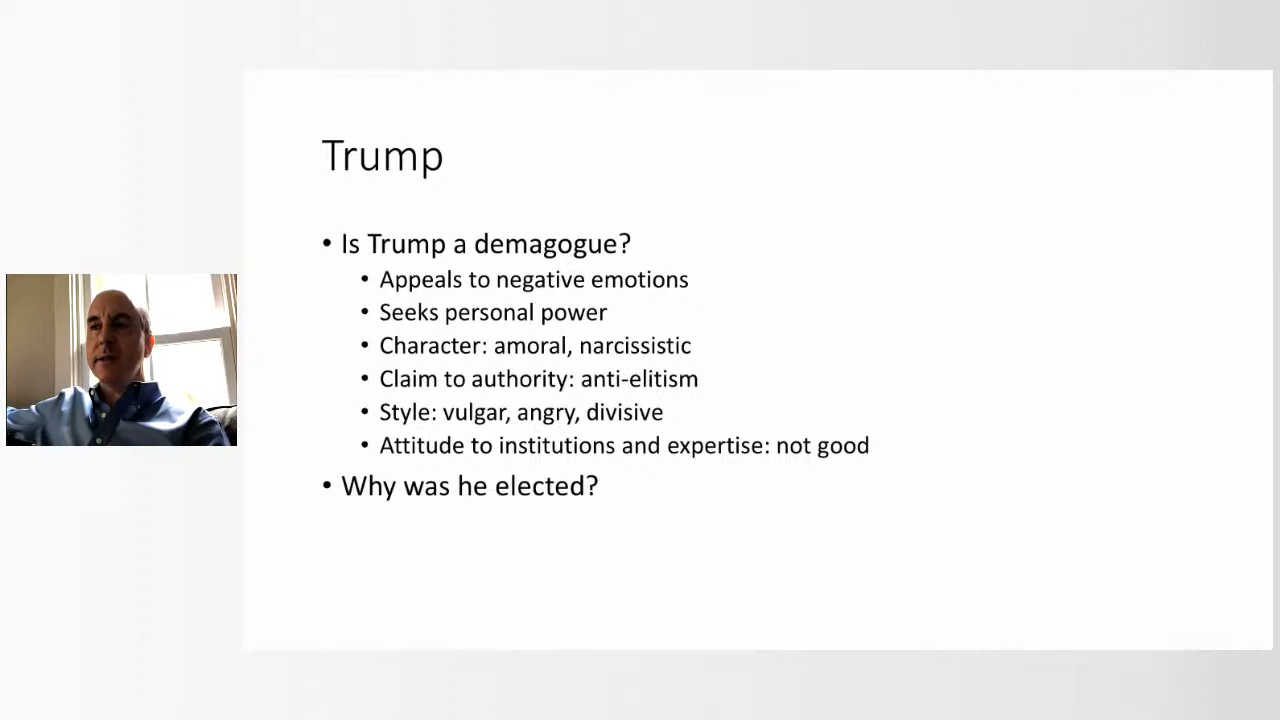 Trump
• Is Trump a demagogue?
• Appeals to negative emotions
• Seeks personal power
• Character: amoral, narcissistic
• Claim to authority: anti-elitism
• Style: vulgar, angry, divisive
• Attitude to institutions and expertise: not good
• Why was he elected?